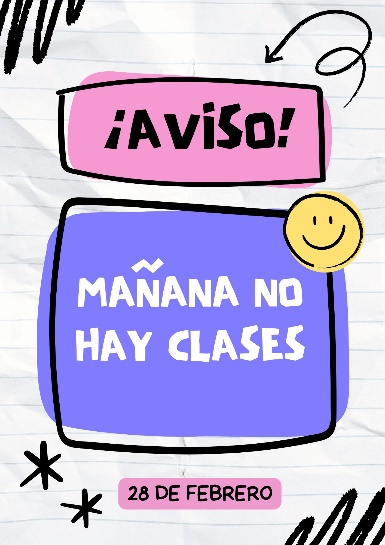 ¡AVISO!
MAÑANA NO
HAY CLASES
28 DE FEBRERO